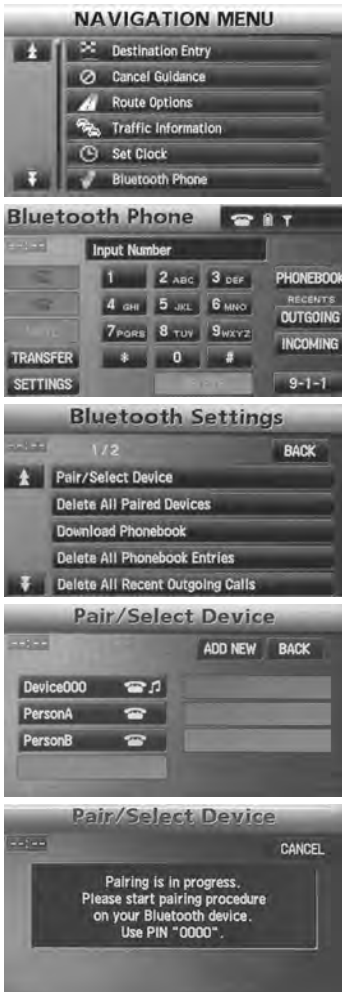 NAVIGATION MENU
Destination Entry
Cancel Guidance
Route Options
Traffic Information
Set Clock
Bluetooth Phone
Bluetooth Phone
--:--
Input Number
1 2 ABC 3 DEF PHONEBOOK
4 GHI 5 JKL 6 MNO RECENTS
OUTGOING
7 PQRS 8 TUV 9 WXYZ
INCOMING
TRANSFER * 0 #
SETTINGS 9-1-1
Bluetooth Settings
--:-- 1/2 BACK
Pair/Select Device
Delete All Paired Devices
Download Phonebook
Delete All Phonebook Entries
Delete All Recent Outgoing Calls
Pair/Select Device
--:-- ADD NEW BACK
Device000
PersonA
PersonB
Pair/Select Device
--:-- CANCEL
Pairing is in progress.
Please start pairing procedure
on your Bluetooth device.
Use PIN "0000".